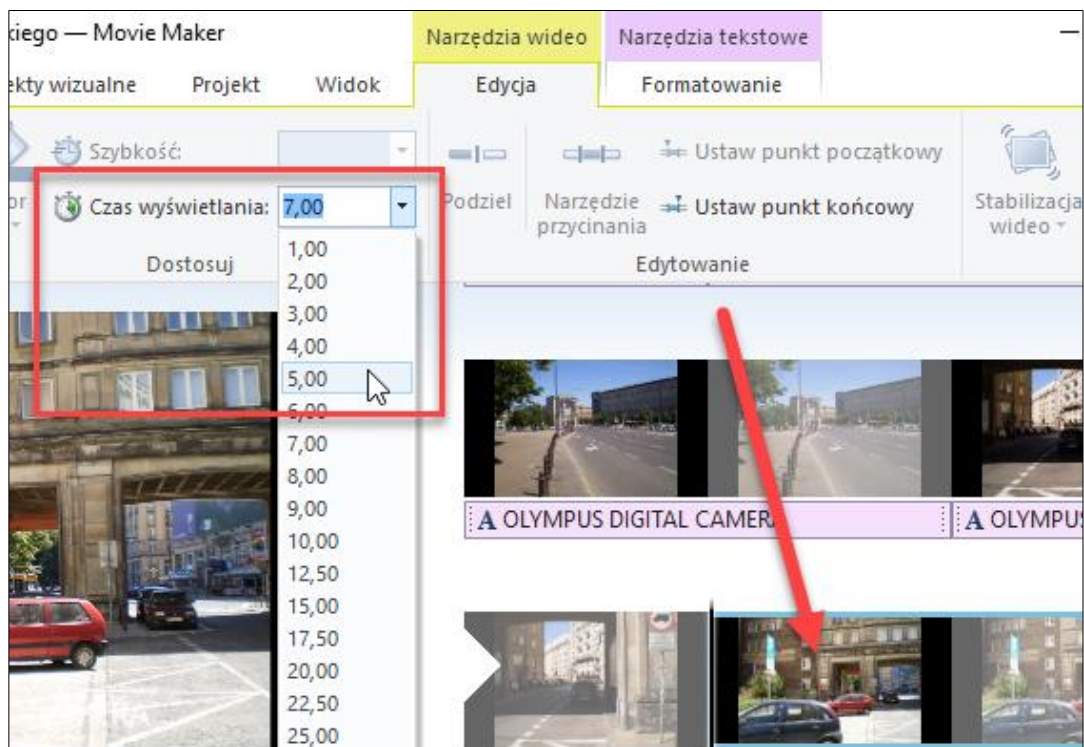 kiego — Movie Maker
Narzędzia wideo
Narzędzia tekstowe
ekty wizualne
Projekt
Widok
Edycja
Formatowanie
Szybkość:
or
Czas wyświetlania:
7,00
Podziel
Narzędzie
przycinania
Ustaw punkt początkowy
Ustaw punkt końcowy
Stabilizacja
wideo
Dostosuj
Edytowanie
1,00
2,00
3,00
4,00
5,00
6,00
7,00
8,00
9,00
10,00
12,50
15,00
17,50
20,00
22,50
25,00
A OLYMPUS DIGITAL CAMERA
A OLYMPUS